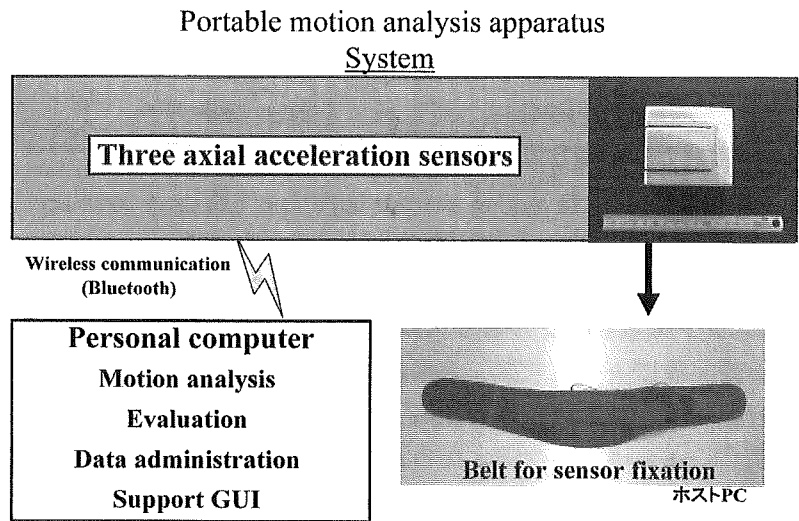 Portable motion analysis apparatus
System
Three axial acceleration sensors
Wireless communication
(Bluetooth)
Personal computer
Motion analysis
Evaluation
Data administration
Support GUI
Belt for sensor fixation
ホストPC